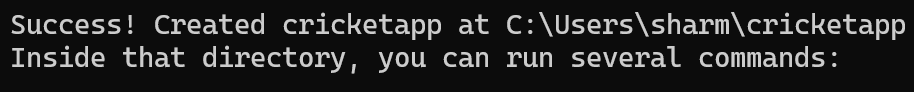 Success! Created cricketapp at C:\Users\sharm\cricketapp
Inside that directory, you can run several commands: